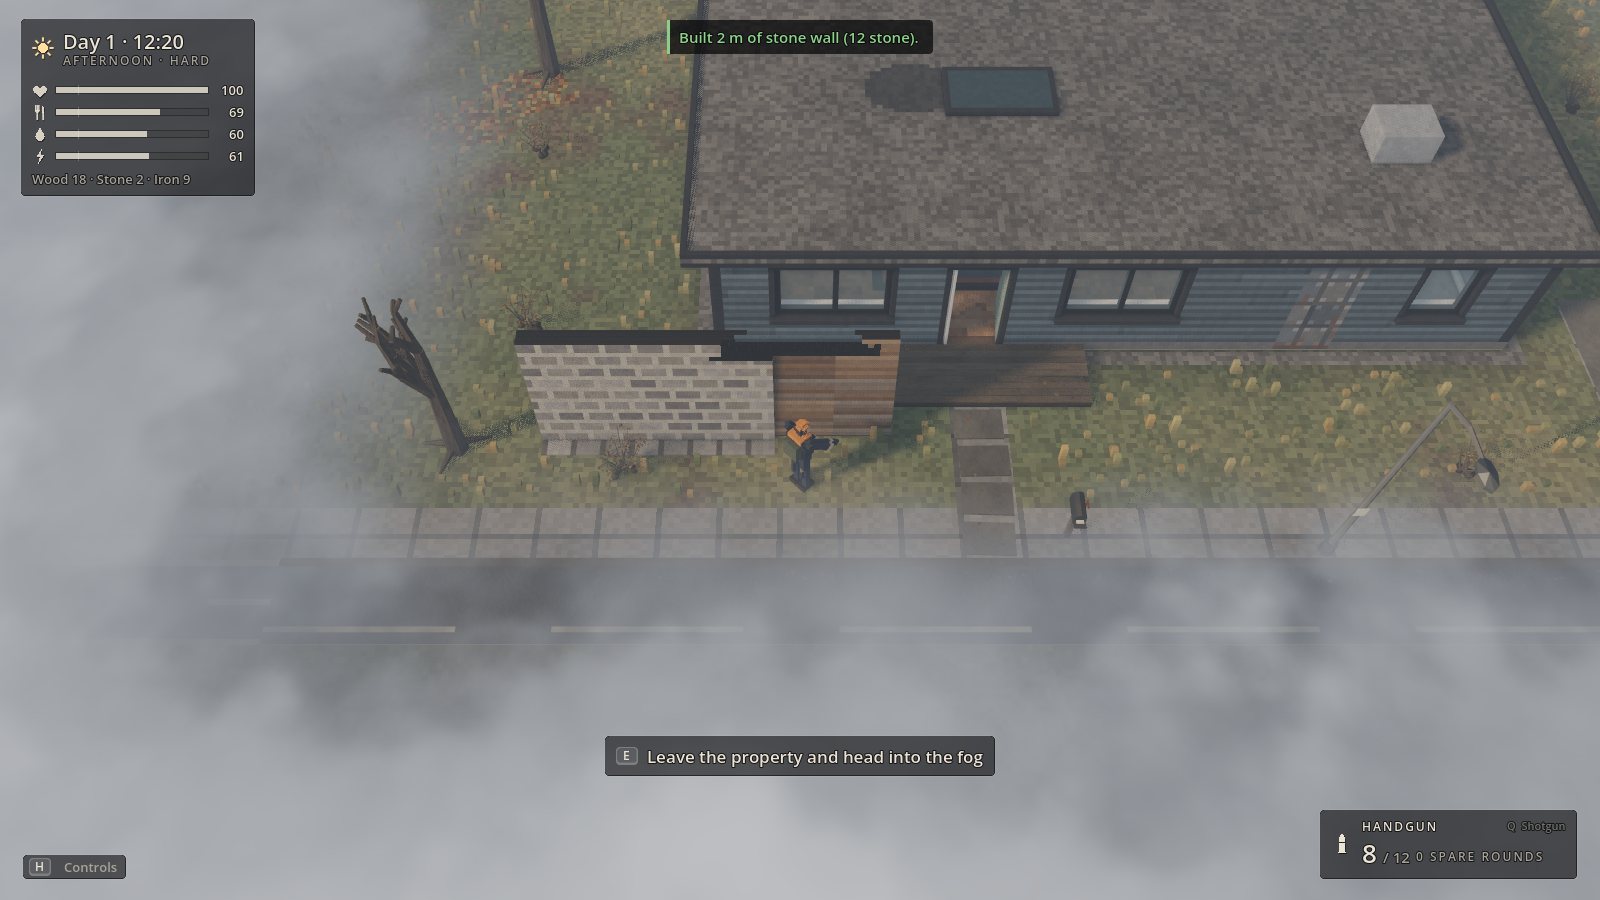 Built 2 m of stone wall (12 stone).
Day 1 · 12:20
AFTERNOON · HARD
100
69
60
61
Wood 18 · Stone 2 · Iron 9
E Leave the property and head into the fog
HANDGUN Q Shotgun
8 / 12 0 SPARE ROUNDS
H Controls